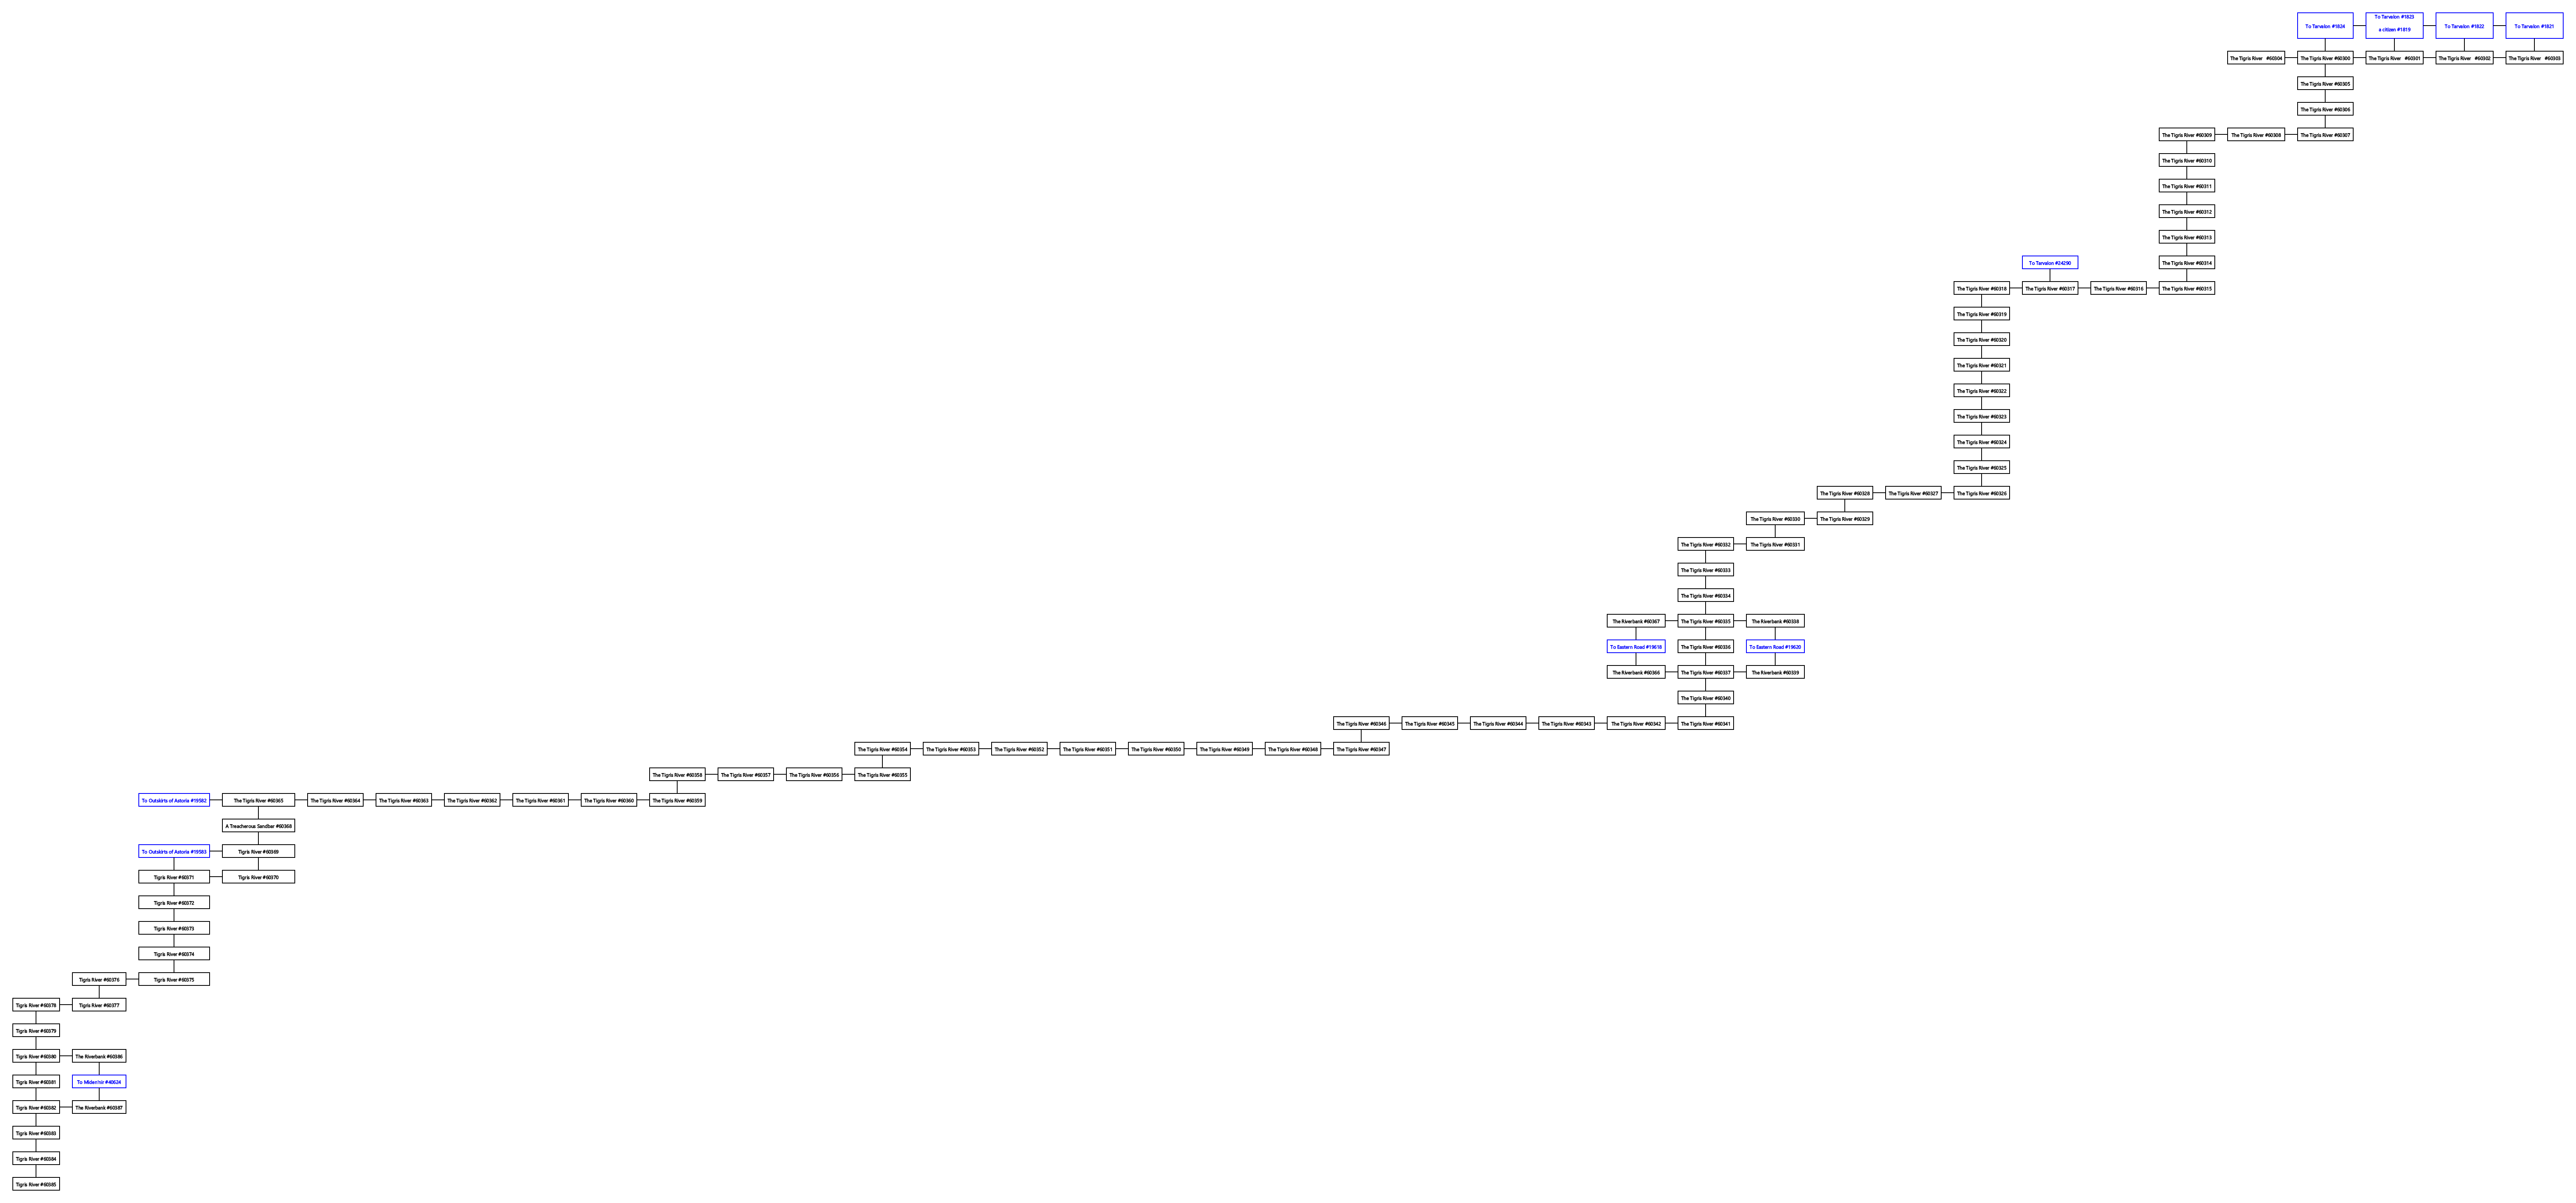 To Tarvalon #1824
To Tarvalon #1823
a citizen #1819
To Tarvalon #1822
To Tarvalon #1821
The Tigris River #60304
The Tigris River #60300
The Tigris River #60301
The Tigris River #60302
The Tigris River #60303
The Tigris River #60305
The Tigris River #60306
The Tigris River #60309
The Tigris River #60308
The Tigris River #60307
The Tigris River #60310
The Tigris River #60311
The Tigris River #60312
The Tigris River #60313
To Tarvalon #24290
The Tigris River #60314
The Tigris River #60318
The Tigris River #60317
The Tigris River #60316
The Tigris River #60315
The Tigris River #60319
The Tigris River #60320
The Tigris River #60321
The Tigris River #60322
The Tigris River #60323
The Tigris River #60324
The Tigris River #60325
The Tigris River #60328
The Tigris River #60327
The Tigris River #60326
The Tigris River #60330
The Tigris River #60329
The Tigris River #60332
The Tigris River #60331
The Tigris River #60333
The Tigris River #60334
The Riverbank #60367
The Tigris River #60335
The Riverbank #60338
To Eastern Road #19618
The Tigris River #60336
To Eastern Road #19620
The Riverbank #60366
The Tigris River #60337
The Riverbank #60339
The Tigris River #60340
The Tigris River #60346
The Tigris River #60345
The Tigris River #60344
The Tigris River #60343
The Tigris River #60342
The Tigris River #60341
The Tigris River #60354
The Tigris River #60353
The Tigris River #60352
The Tigris River #60351
The Tigris River #60350
The Tigris River #60349
The Tigris River #60348
The Tigris River #60347
The Tigris River #60358
The Tigris River #60357
The Tigris River #60356
The Tigris River #60355
To Outskirts of Astoria #19582
The Tigris River #60365
The Tigris River #60364
The Tigris River #60363
The Tigris River #60362
The Tigris River #60361
The Tigris River #60360
The Tigris River #60359
A Treacherous Sandbar #60368
To Outskirts of Astoria #19583
Tigris River #60369
Tigris River #60371
Tigris River #60370
Tigris River #60372
Tigris River #60373
Tigris River #60374
Tigris River #60376
Tigris River #60375
Tigris River #60378
Tigris River #60377
Tigris River #60379
Tigris River #60380
The Riverbank #60386
Tigris River #60381
To Miden'nir #40634
Tigris River #60382
The Riverbank #60387
Tigris River #60383
Tigris River #60384
Tigris River #60385